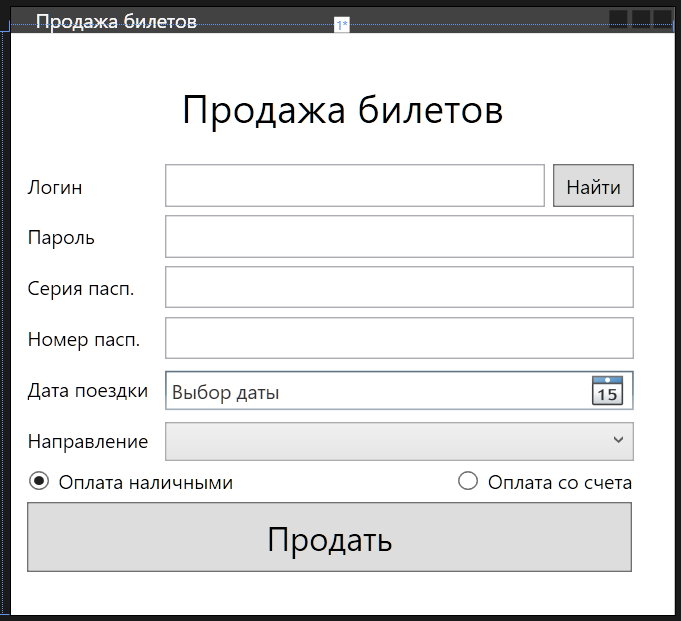 Продажа билетов
1*
Продажа билетов
Логин
Найти
Пароль
Серия пасп.
Номер пасп.
Дата поездки
Выбор даты
15
Направление
Оплата наличными
Оплата со счета
Продать